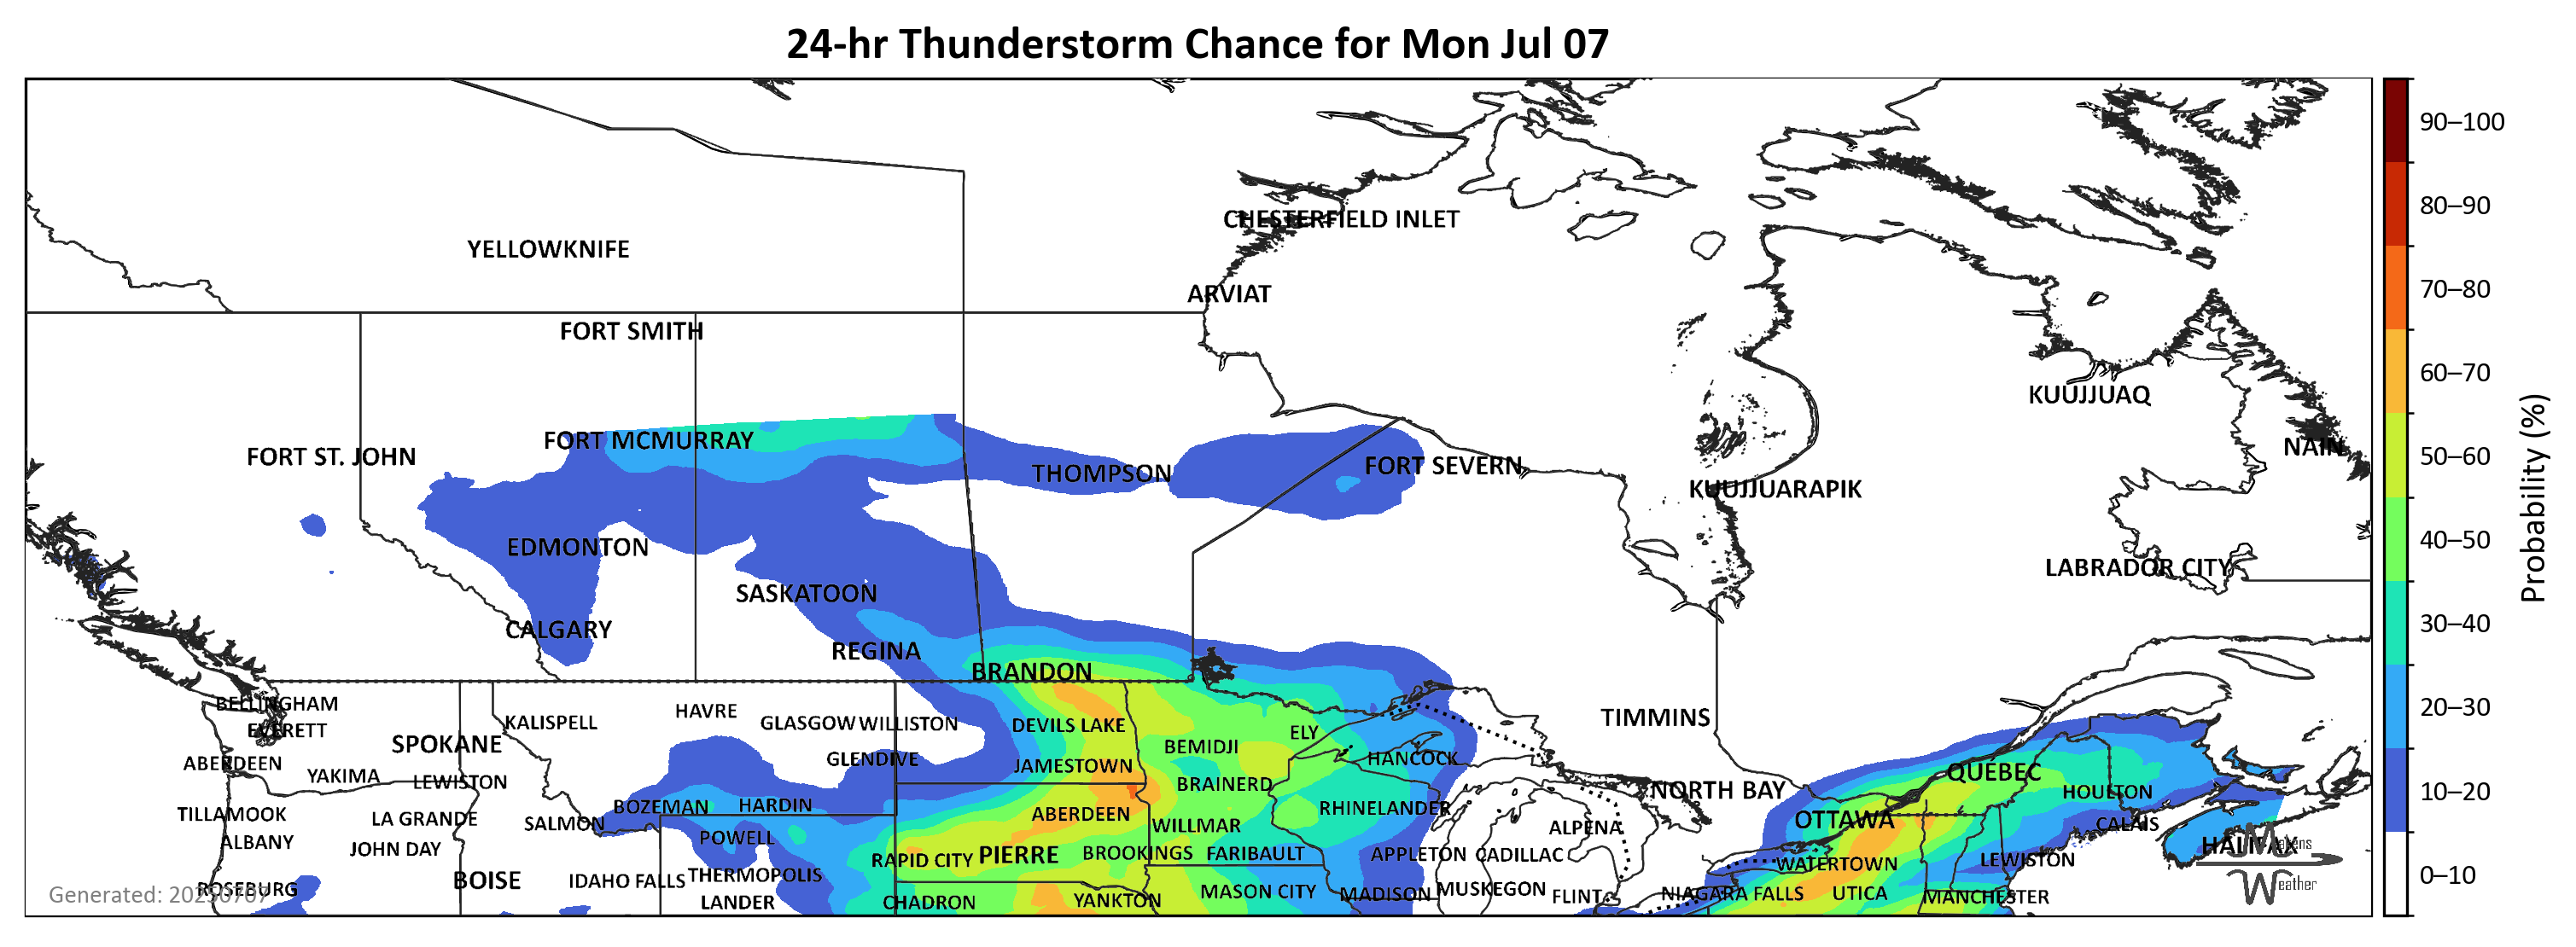 24-hr Thunderstorm Chance for Mon Jul 07
90–100
80–90
CHESTERFIELD INLET
YELLOWKNIFE
70–80
ARVIAT
FORT SMITH
60–70
KUUJJUAQ
FORT MCMURRAY
NAIN
FORT ST. JOHN
50–60
THOMPSON
FORT SEVERN
KUUJJUARAPIK
Probability (%)
EDMONTON
40–50
LABRADOR CITY
SASKATOON
CALGARY
30–40
REGINA
BRANDON
BELLINGHAM
HAVRE
20–30
KALISPELL
GLASGOW
WILLISTON
DEVILS LAKE
TIMMINS
EVERETT
ELY
SPOKANE
BEMIDJI
ABERDEEN
GLENDIVE
JAMESTOWN
HANCOCK
QUÉBEC
YAKIMA
LEWISTON
BRAINERD
NORTH BAY
HOULTON
10–20
BOZEMAN
HARDIN
RHINELANDER
TILLAMOOK
LA GRANDE
SALMON
ABERDEEN
WILLMAR
ALPENA
OTTAWA
CALAIS
ALBANY
POWELL
JOHN DAY
RAPID CITY
PIERRE
BROOKINGS
FARIBAULT
APPLETON
CADILLAC
WATERTOWN
LEWISTON
HALIFAX
Makens
Weather
BOISE
IDAHO FALLS
THERMOPOLIS
0–10
ROSEBURG
Generated: 20250707
MASON CITY
MADISON
MUSKEGON
FLINT
NIAGARA FALLS
UTICA
MANCHESTER
LANDER
CHADRON
YANKTON